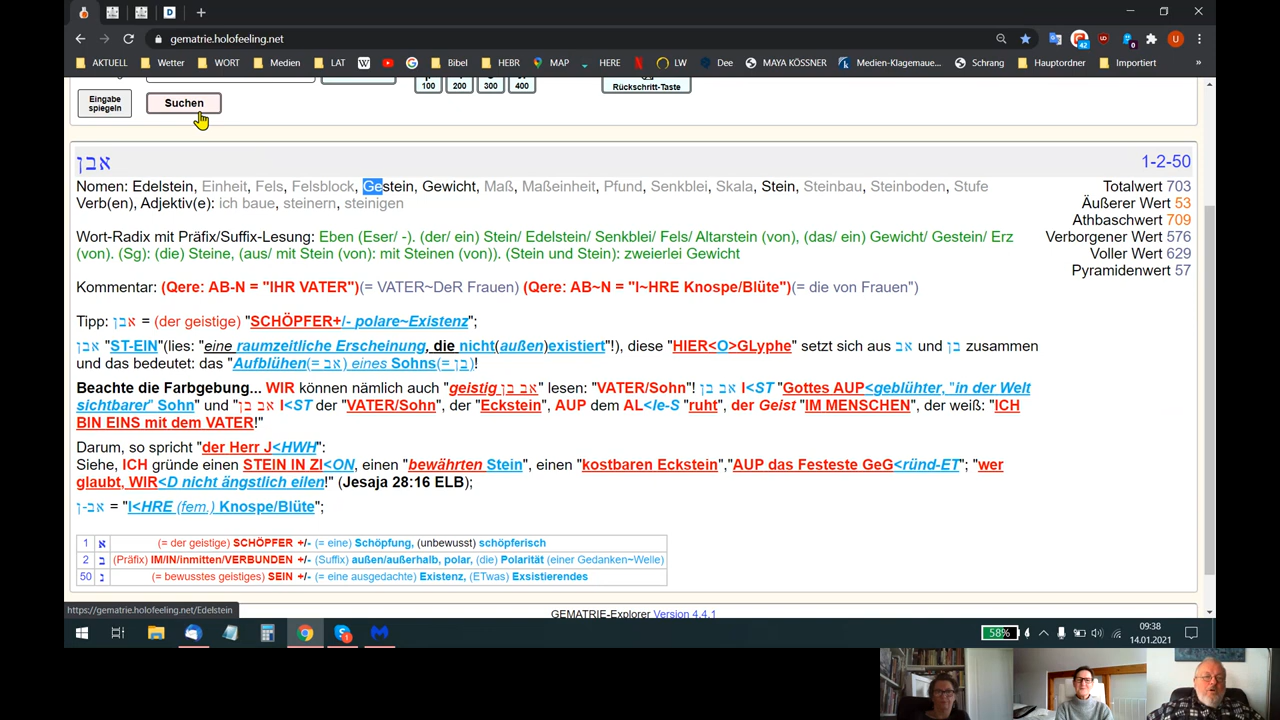 gematrie.holofeeling.net
AKTUELL Wetter WORT Medien LAT Bibel HEBR MAP HERE LW Dee MAYA KÖSSNER Medien-Klagemaue... Schrang Hauptordner Importiert »
100 200 300 400 Rückschritt-Taste
Eingabe spiegeln Suchen
אבן 1-2-50
Nomen: Edelstein, Einheit, Fels, Felsblock, Gestein, Gewicht, Maß, Maßeinheit, Pfund, Senkblei, Skala, Stein, Steinbau, Steinboden, Stufe Totalwert 703
Verb(en), Adjektiv(e): ich baue, steinern, steinigen Äußerer Wert 53
Athbaschwert 709
Wort-Radix mit Präfix/Suffix-Lesung: Eben (Eser/ -). (der/ ein) Stein/ Edelstein/ Senkblei/ Fels/ Altarstein (von), (das/ ein) Gewicht/ Gestein/ Erz Verborgener Wert 576
(von). (Sg): (die) Steine, (aus/ mit Stein (von): mit Steinen (von)). (Stein und Stein): zweierlei Gewicht Voller Wert 629
Pyramidenwert 57
Kommentar: (Qere: AB-N = "IHR VATER")(= VATER~DeR Frauen) (Qere: AB~N = "I~HRE Knospe/Blüte")(= die von Frauen")
Tipp: אבן = (der geistige) "SCHÖPFER+/- polare~Existenz";
אבן "ST-EIN"(lies: "eine raumzeitliche Erscheinung, die nicht(außen)existiert"!), diese "HIER<O>GLyphe" setzt sich aus אב und בן zusammen
und das bedeutet: das "Aufblühen(= אב) eines Sohns(= בן)!
Beachte die Farbgebung... WIR können nämlich auch "geistig אב בן" lesen: "VATER/Sohn"! אב בן I<ST "Gottes AUP<geblühter, "in der Welt
sichtbarer" Sohn" und "אב בן I<ST der "VATER/Sohn", der "Eckstein", AUP dem AL<le-S "ruht", der Geist "IM MENSCHEN", der weiß: "ICH
BIN EINS mit dem VATER!"
Darum, so spricht "der Herr J<HWH":
Siehe, ICH gründe einen STEIN IN ZI<ON, einen "bewährten Stein", einen "kostbaren Eckstein","AUP das Festeste GeG<ründ-ET"; "wer
glaubt, WIR<D nicht ängstlich eilen!" (Jesaja 28:16 ELB);
אב-ן = "I<HRE (fem.) Knospe/Blüte";
1 א (= der geistige) SCHÖPFER +/- (= eine) Schöpfung, (unbewusst) schöpferisch
2 ב (Präfix) IM/IN/inmitten/VERBUNDEN +/- (Suffix) außen/außerhalb, polar, (die) Polarität (einer Gedanken~Welle)
50 נ (= bewusstes geistiges) SEIN +/- (= eine ausgedachte) Existenz, (ETwas) Exsistierendes
https://gematrie.holofeeling.net/Edelstein
GEMATRIE-Explorer Version 4.4.1
58% 09:38
14.01.2021